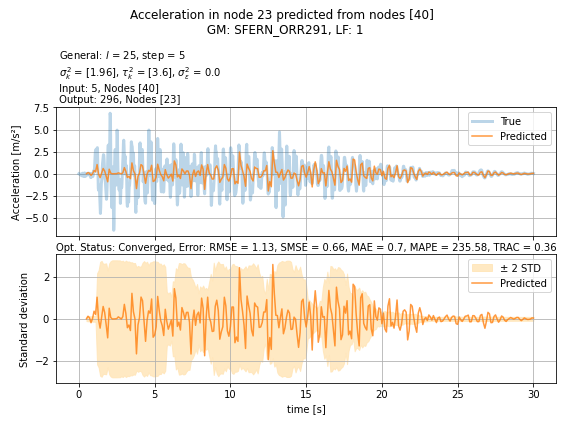 Acceleration in node 23 predicted from nodes [40]
GM: SFERN_ORR291, LF: 1
General: l = 25, step = 5
σ²ₖ = [1.96], τ²ₖ = [3.6], σ²ε = 0.0
Input: 5, Nodes [40]
Output: 296, Nodes [23]
Acceleration [m/s²]
7.5
5.0
2.5
0.0
−2.5
−5.0
True
Predicted
Opt. Status: Converged, Error: RMSE = 1.13, SMSE = 0.66, MAE = 0.7, MAPE = 235.58, TRAC = 0.36
Standard deviation
2
0
−2
± 2 STD
Predicted
0 5 10 15 20 25 30
time [s]